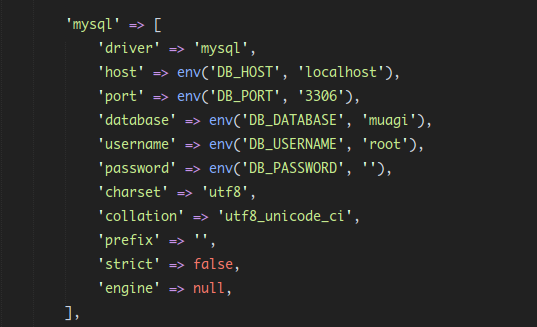 'mysql' => [
'driver' => 'mysql',
'host' => env('DB_HOST', 'localhost'),
'port' => env('DB_PORT', '3306'),
'database' => env('DB_DATABASE', 'muagi'),
'username' => env('DB_USERNAME', 'root'),
'password' => env('DB_PASSWORD', ''),
'charset' => 'utf8',
'collation' => 'utf8_unicode_ci',
'prefix' => '',
'strict' => false,
'engine' => null,
],